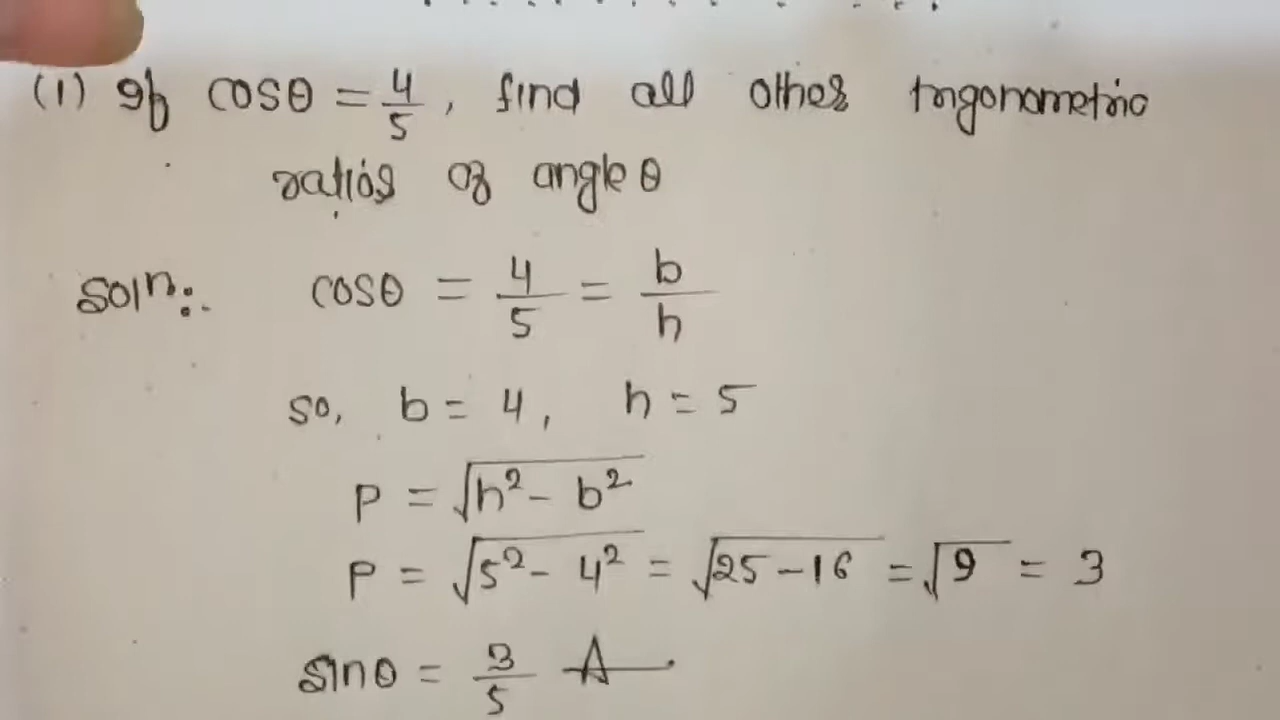 (1) If cosθ = 4/5, find all other trigonometric
ratios of angle θ
Soln:. cosθ = 4/5 = b/h
so, b = 4, h = 5
P = √(h² - b²)
P = √(5² - 4²) = √(25 - 16) = √9 = 3
sinθ = 3/5 A